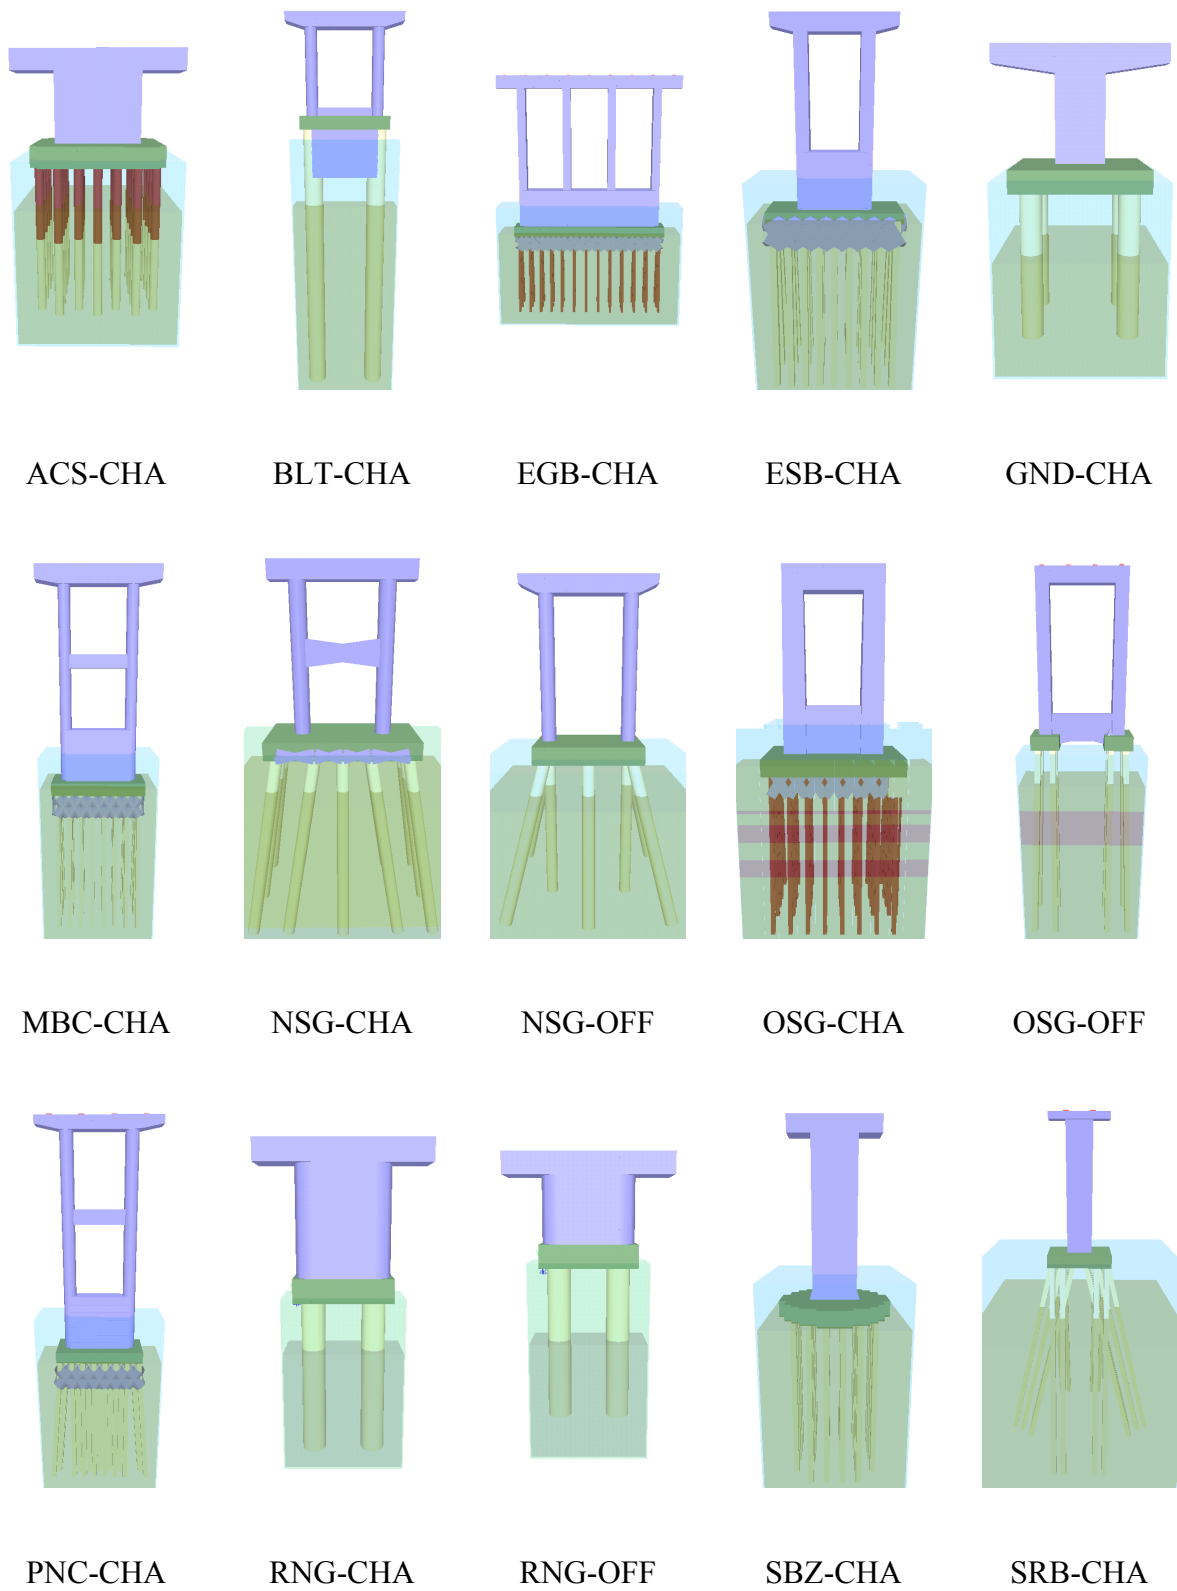 ACS-CHA BLT-CHA EGB-CHA ESB-CHA GND-CHA
MBC-CHA NSG-CHA NSG-OFF OSG-CHA OSG-OFF
PNC-CHA RNG-CHA RNG-OFF SBZ-CHA SRB-CHA